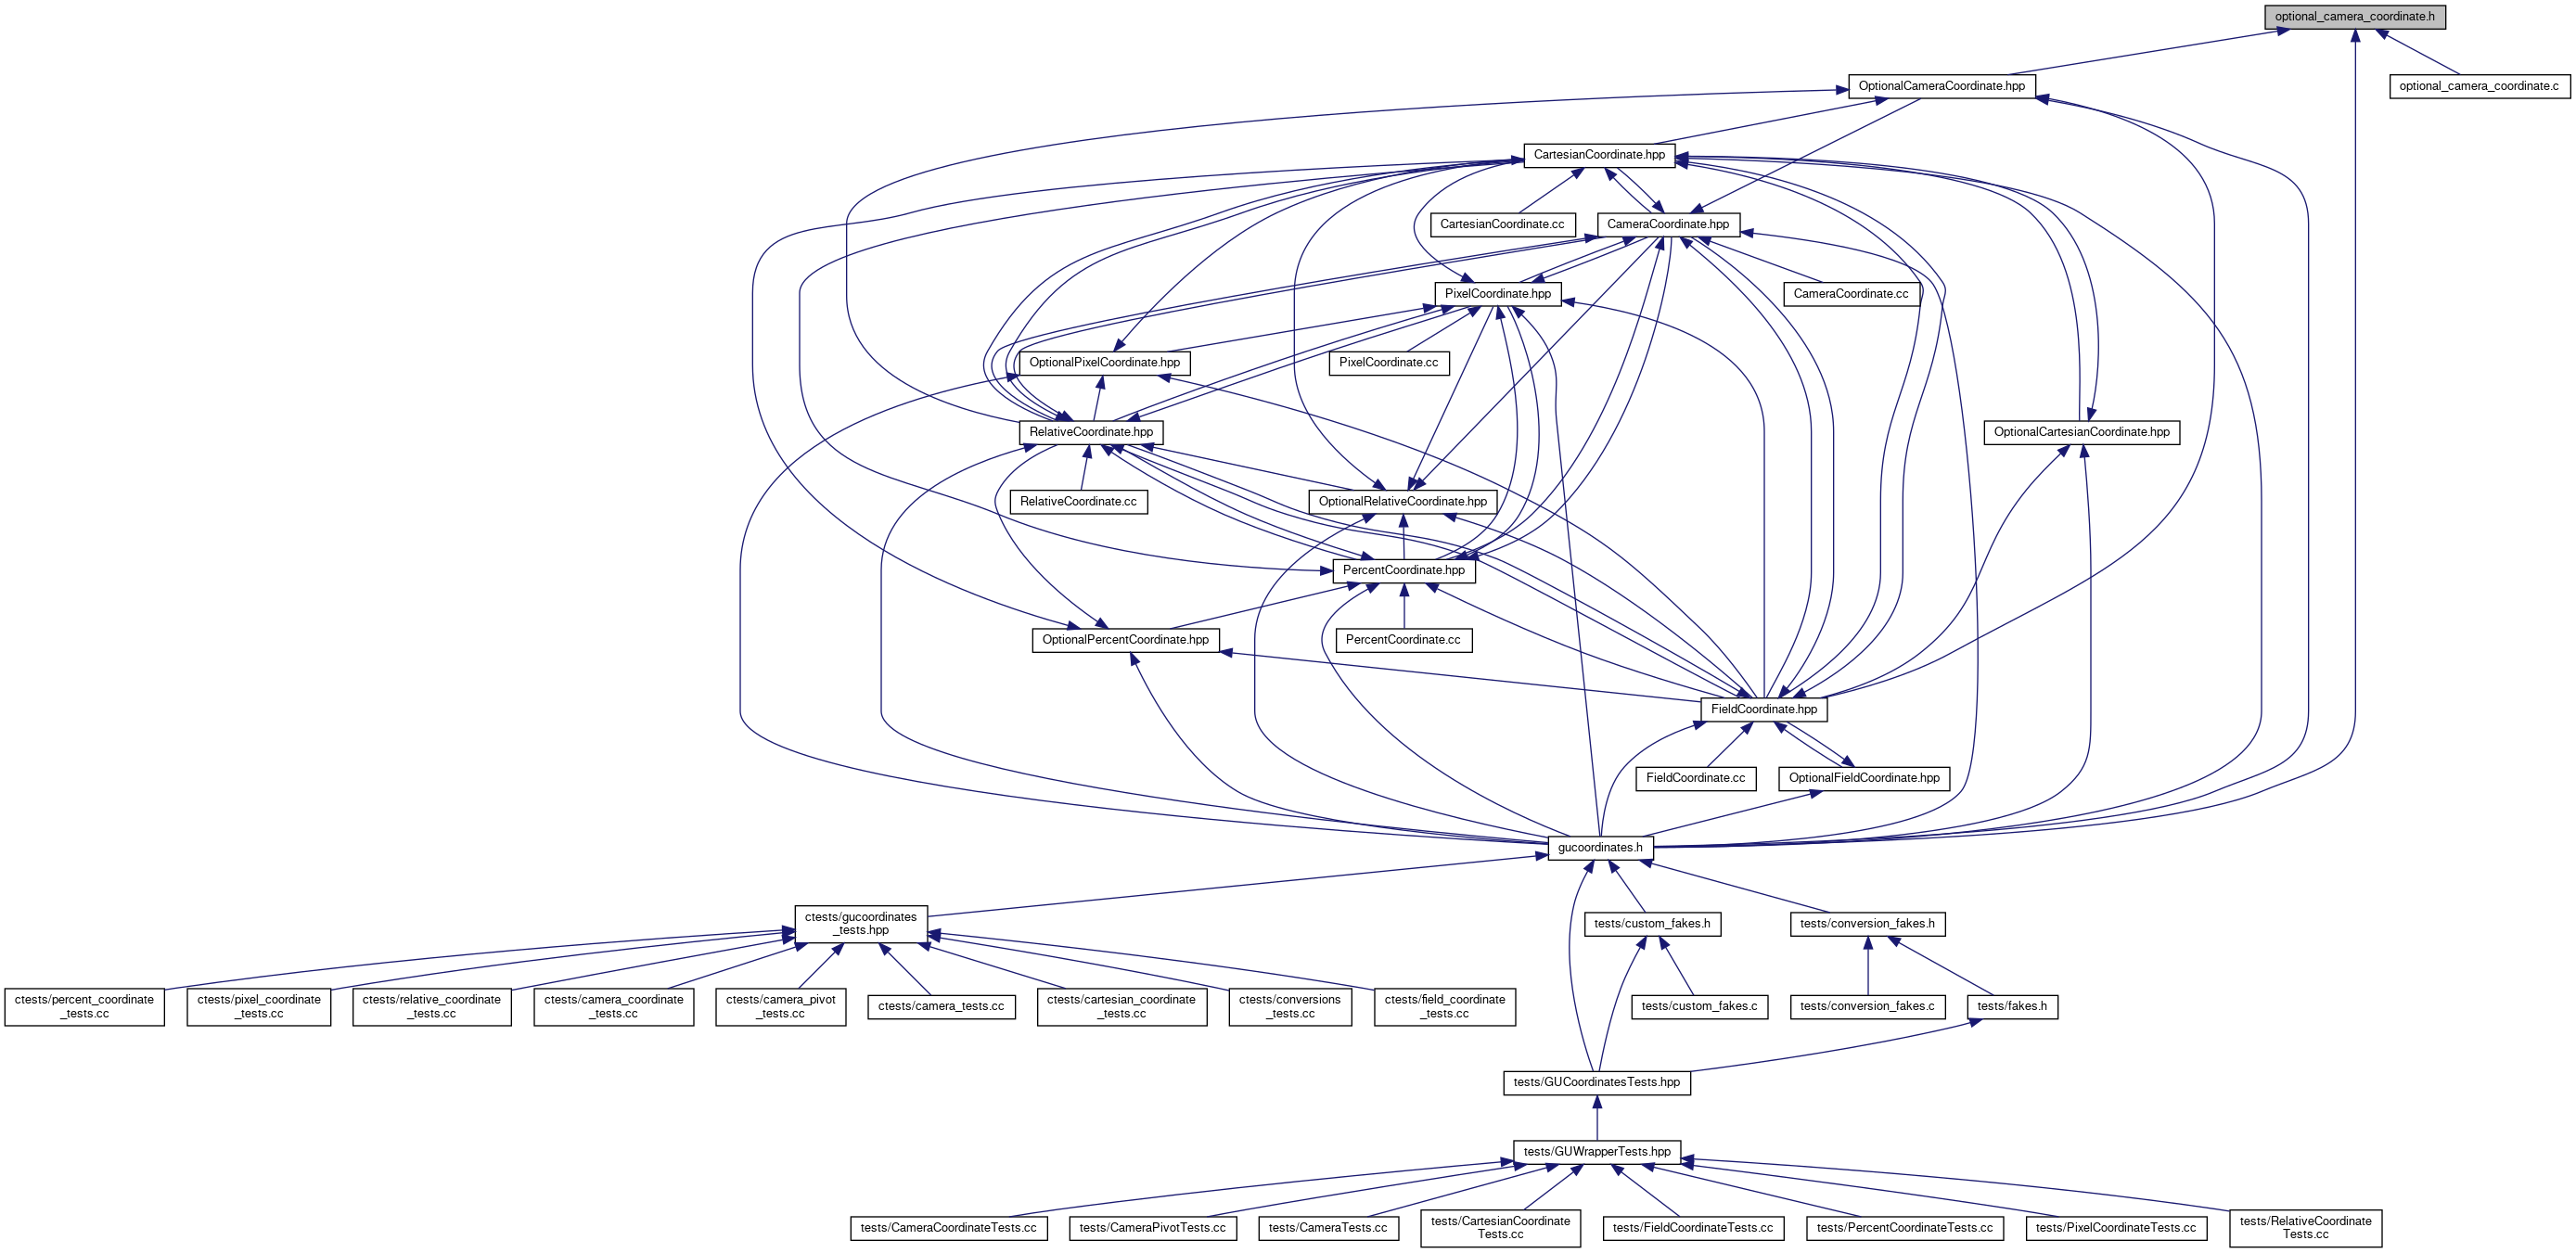 optional_camera_coordinate.h
OptionalCameraCoordinate.hpp
optional_camera_coordinate.c
CartesianCoordinate.hpp
CartesianCoordinate.cc
CameraCoordinate.hpp
PixelCoordinate.hpp
CameraCoordinate.cc
OptionalPixelCoordinate.hpp
PixelCoordinate.cc
RelativeCoordinate.hpp
OptionalCartesianCoordinate.hpp
RelativeCoordinate.cc
OptionalRelativeCoordinate.hpp
PercentCoordinate.hpp
OptionalPercentCoordinate.hpp
PercentCoordinate.cc
FieldCoordinate.hpp
FieldCoordinate.cc
OptionalFieldCoordinate.hpp
gucoordinates.h
ctests/gucoordinates
_tests.hpp
tests/custom_fakes.h
tests/conversion_fakes.h
ctests/percent_coordinate
_tests.cc
ctests/pixel_coordinate
_tests.cc
ctests/relative_coordinate
_tests.cc
ctests/camera_coordinate
_tests.cc
ctests/camera_pivot
_tests.cc
ctests/camera_tests.cc
ctests/cartesian_coordinate
_tests.cc
ctests/conversions
_tests.cc
ctests/field_coordinate
_tests.cc
tests/custom_fakes.c
tests/conversion_fakes.c
tests/fakes.h
tests/GUCoordinatesTests.hpp
tests/GUWrapperTests.hpp
tests/CameraCoordinateTests.cc
tests/CameraPivotTests.cc
tests/CameraTests.cc
tests/CartesianCoordinate
Tests.cc
tests/FieldCoordinateTests.cc
tests/PercentCoordinateTests.cc
tests/PixelCoordinateTests.cc
tests/RelativeCoordinate
Tests.cc